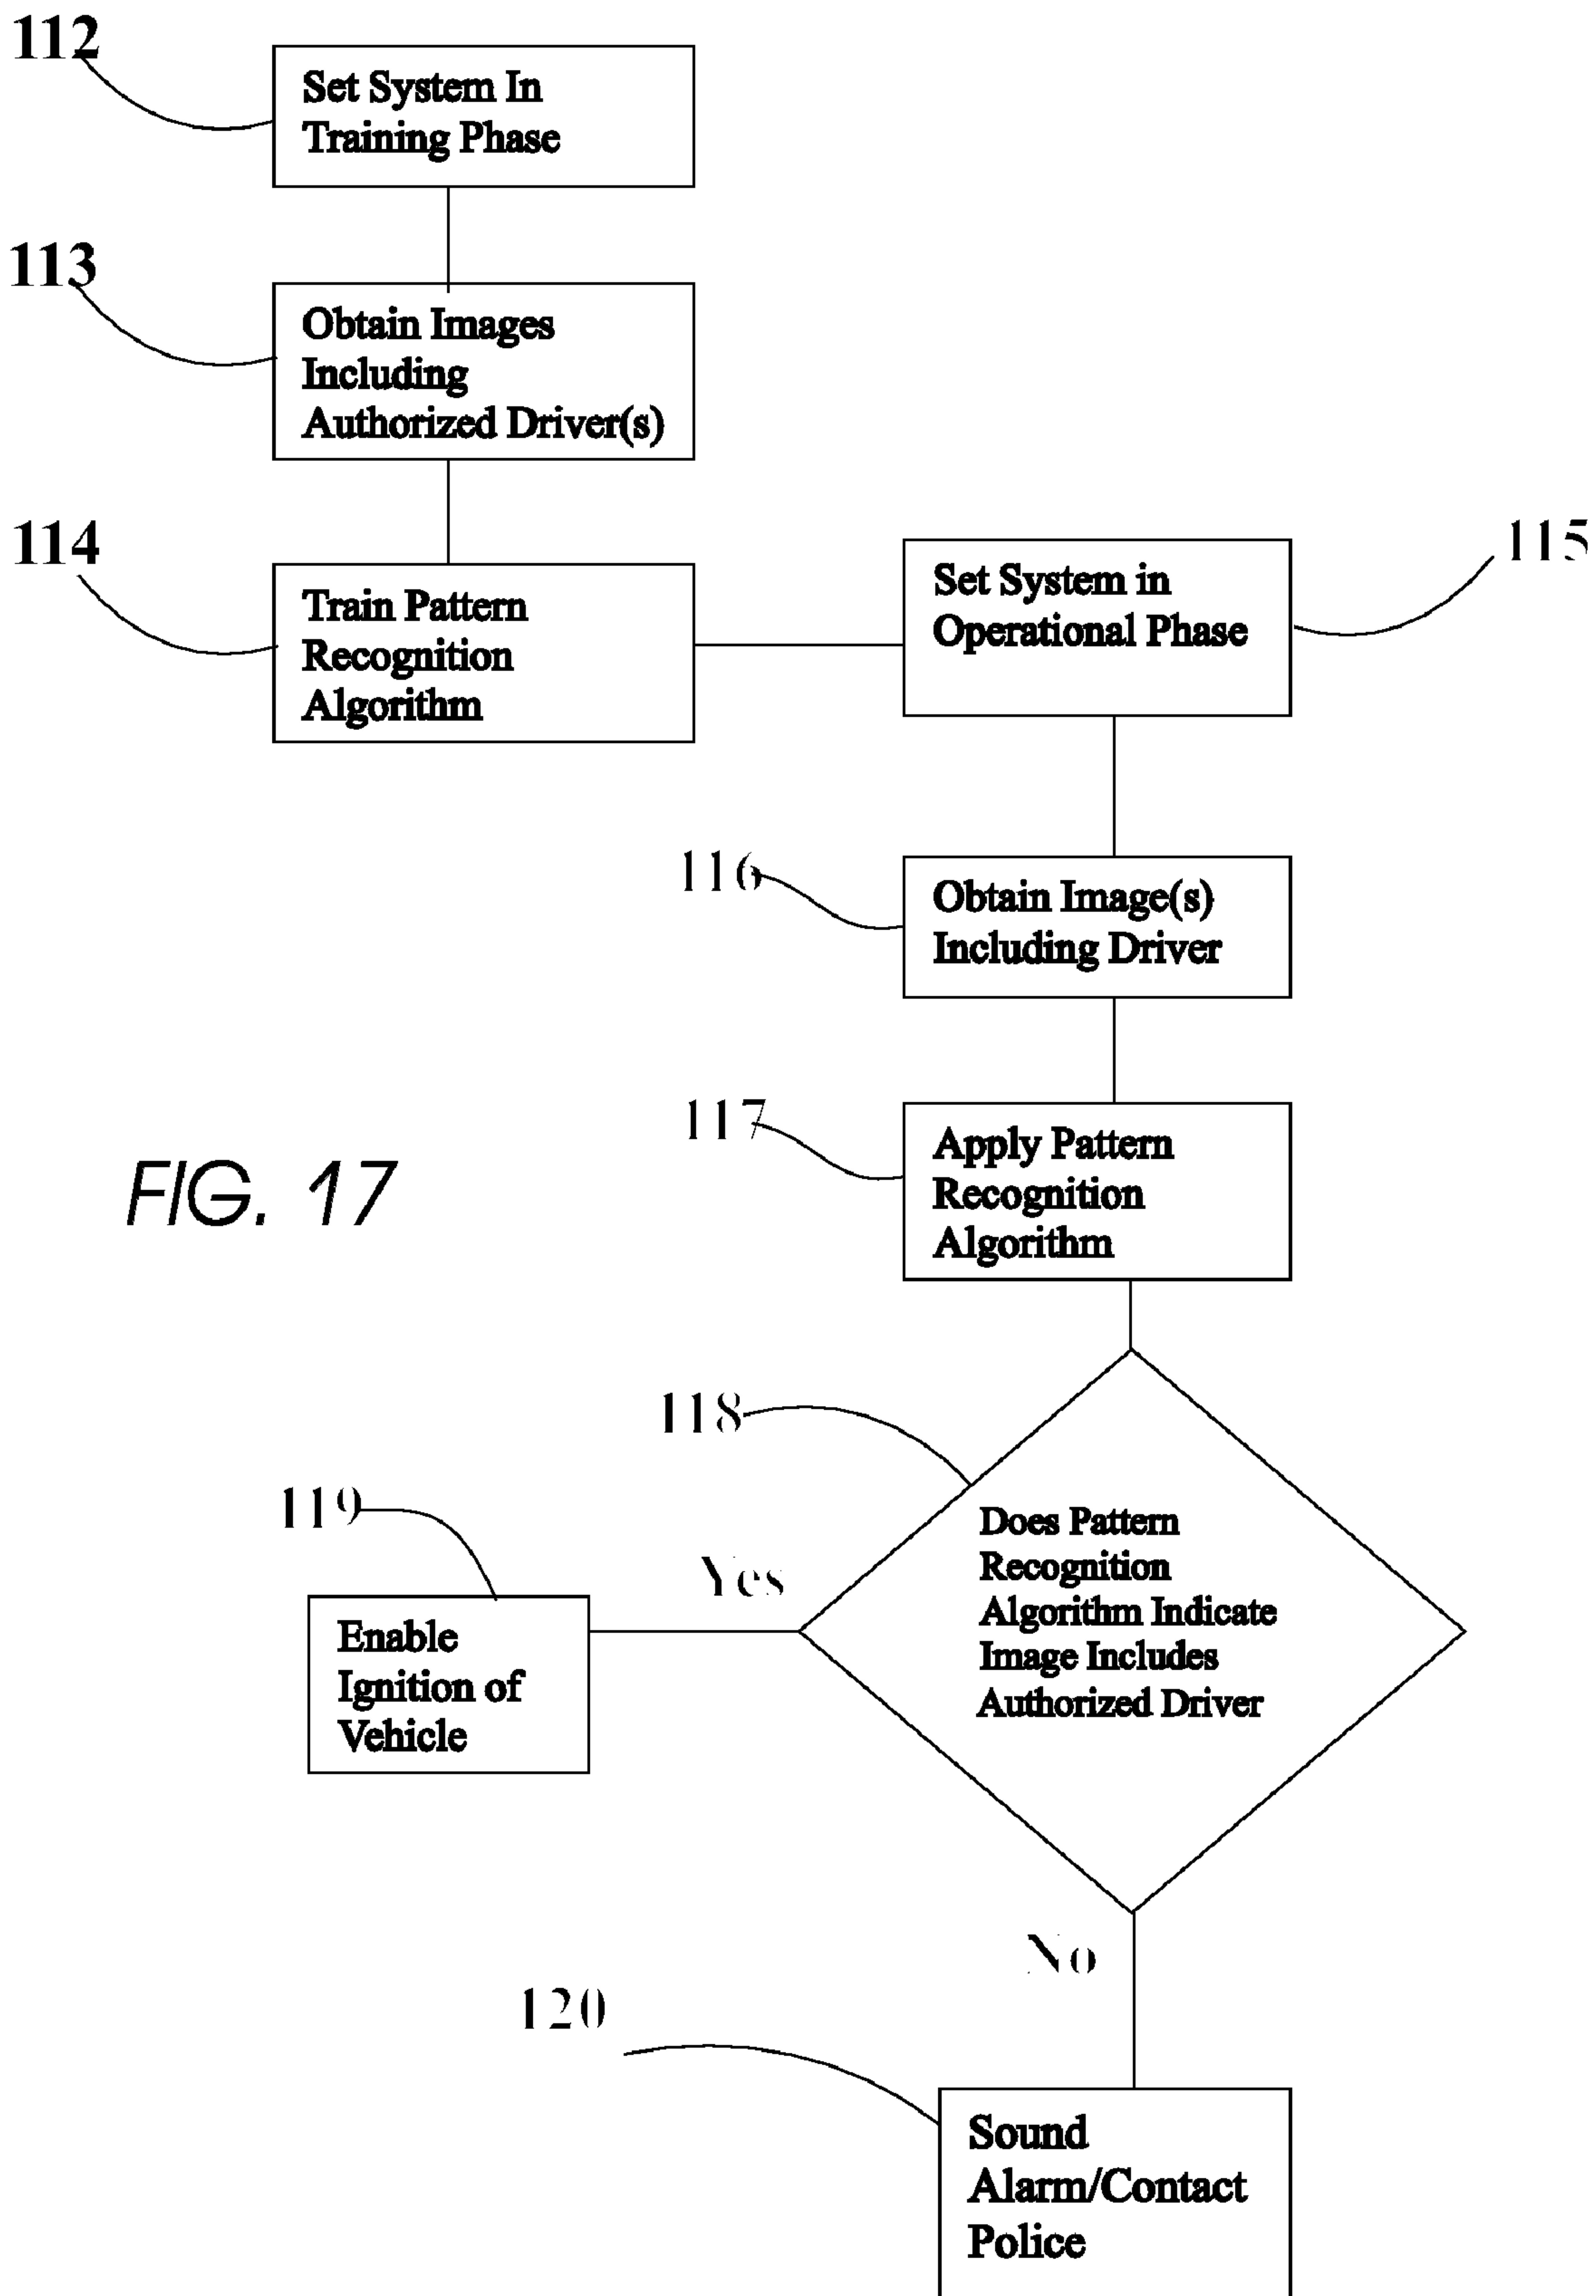 112
Set System In
Training Phase
113
Obtain Images
Including
Authorized Driver(s)
114
Train Pattern
Recognition
Algorithm
115
Set System in
Operational Phase
116
Obtain Image(s)
Including Driver
117
Apply Pattern
Recognition
Algorithm
FIG. 17
118
Does Pattern
Recognition
Algorithm Indicate
Image Includes
Authorized Driver
119
Yes
Enable
Ignition of
Vehicle
No
120
Sound
Alarm/Contact
Police